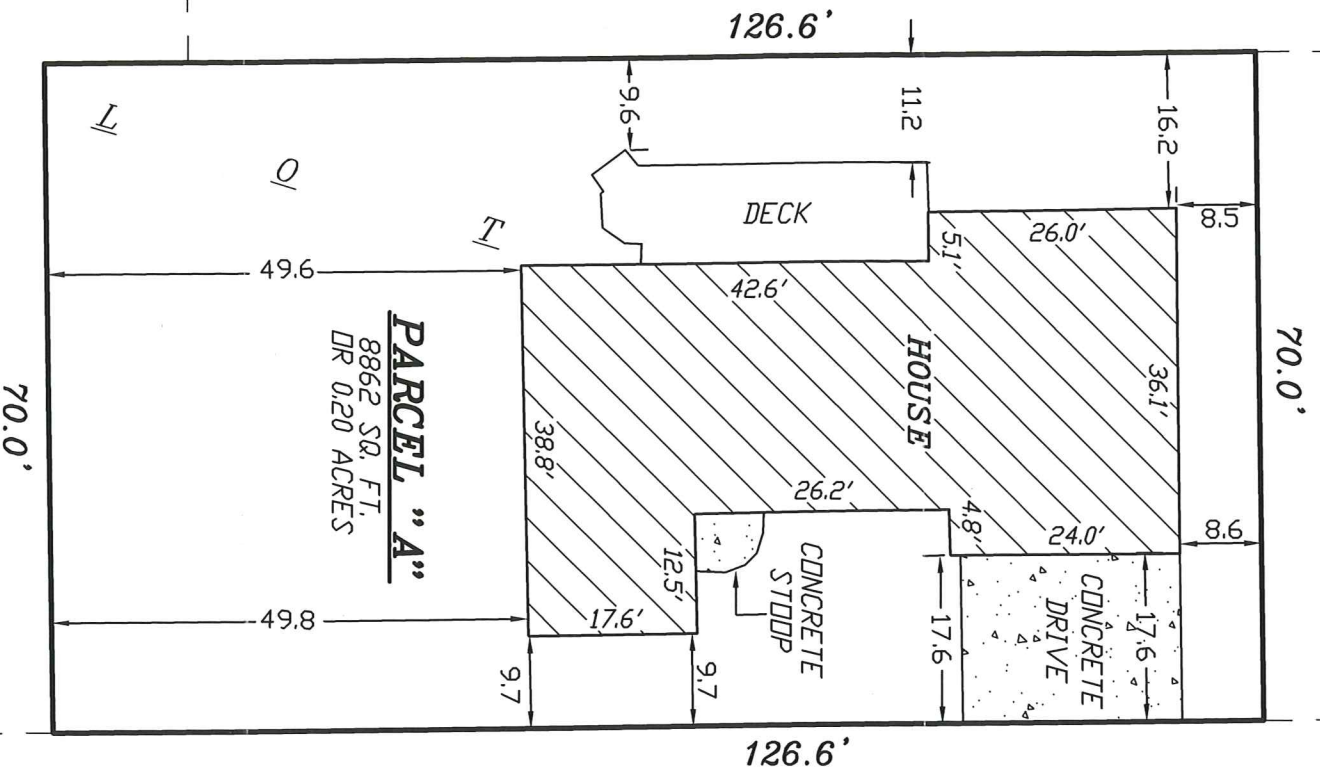 126.6'
11.2
9.6
16.2
8.5
L
O
T
DECK
26.0'
5.1'
49.6
42.6'
70.0'
HOUSE
36.1'
PARCEL "A"
8862 SQ. FT.
OR 0.20 ACRES
70.0'
38.8'
26.2'
4.8'
24.0'
8.6
12.5'
CONCRETE
STOOP
CONCRETE
DRIVE
17.6
17.6
49.8
17.6'
9.7
9.7
126.6'